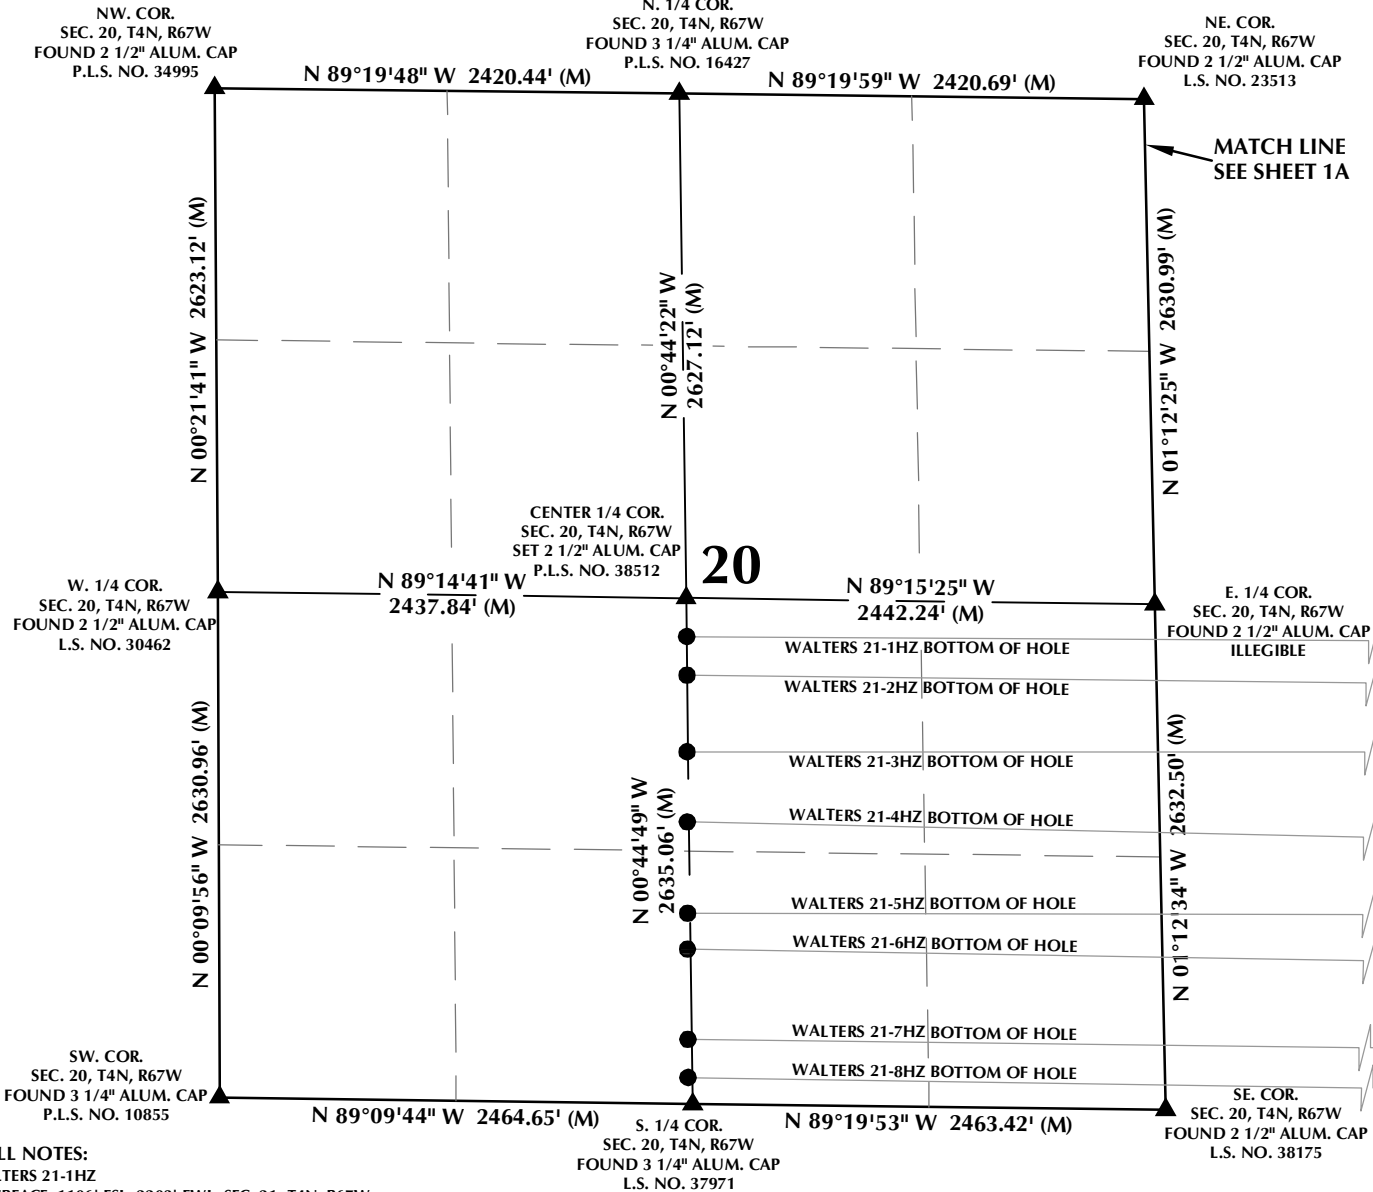 NW. COR.
SEC. 20, T4N, R67W
FOUND 2 1/2" ALUM. CAP
P.L.S. NO. 34995
N. 1/4 COR.
SEC. 20, T4N, R67W
FOUND 3 1/4" ALUM. CAP
P.L.S. NO. 16427
NE. COR.
SEC. 20, T4N, R67W
FOUND 2 1/2" ALUM. CAP
L.S. NO. 23513
N 89°19'48" W 2420.44' (M)
N 89°19'59" W 2420.69' (M)
MATCH LINE
SEE SHEET 1A
N 00°21'41" W 2623.12' (M)
N 00°44'22" W
2627.12' (M)
N 01°12'25" W 2630.99' (M)
CENTER 1/4 COR.
SEC. 20, T4N, R67W
SET 2 1/2" ALUM. CAP
P.L.S. NO. 38512
20
W. 1/4 COR.
SEC. 20, T4N, R67W
FOUND 2 1/2" ALUM. CAP
L.S. NO. 30462
N 89°14'41" W
2437.84' (M)
N 89°15'25" W
2442.24' (M)
E. 1/4 COR.
SEC. 20, T4N, R67W
FOUND 2 1/2" ALUM. CAP
ILLEGIBLE
WALTERS 21-1HZ BOTTOM OF HOLE
WALTERS 21-2HZ BOTTOM OF HOLE
WALTERS 21-3HZ BOTTOM OF HOLE
WALTERS 21-4HZ BOTTOM OF HOLE
WALTERS 21-5HZ BOTTOM OF HOLE
WALTERS 21-6HZ BOTTOM OF HOLE
WALTERS 21-7HZ BOTTOM OF HOLE
WALTERS 21-8HZ BOTTOM OF HOLE
N 00°09'56" W 2630.96' (M)
N 00°44'49" W
2635.06' (M)
N 01°12'34" W 2632.50' (M)
SW. COR.
SEC. 20, T4N, R67W
FOUND 3 1/4" ALUM. CAP
P.L.S. NO. 10855
N 89°09'44" W 2464.65' (M)
S. 1/4 COR.
SEC. 20, T4N, R67W
FOUND 3 1/4" ALUM. CAP
L.S. NO. 37971
N 89°19'53" W 2463.42' (M)
SE. COR.
SEC. 20, T4N, R67W
FOUND 2 1/2" ALUM. CAP
L.S. NO. 38175
LL NOTES:
LTERS 21-1HZ